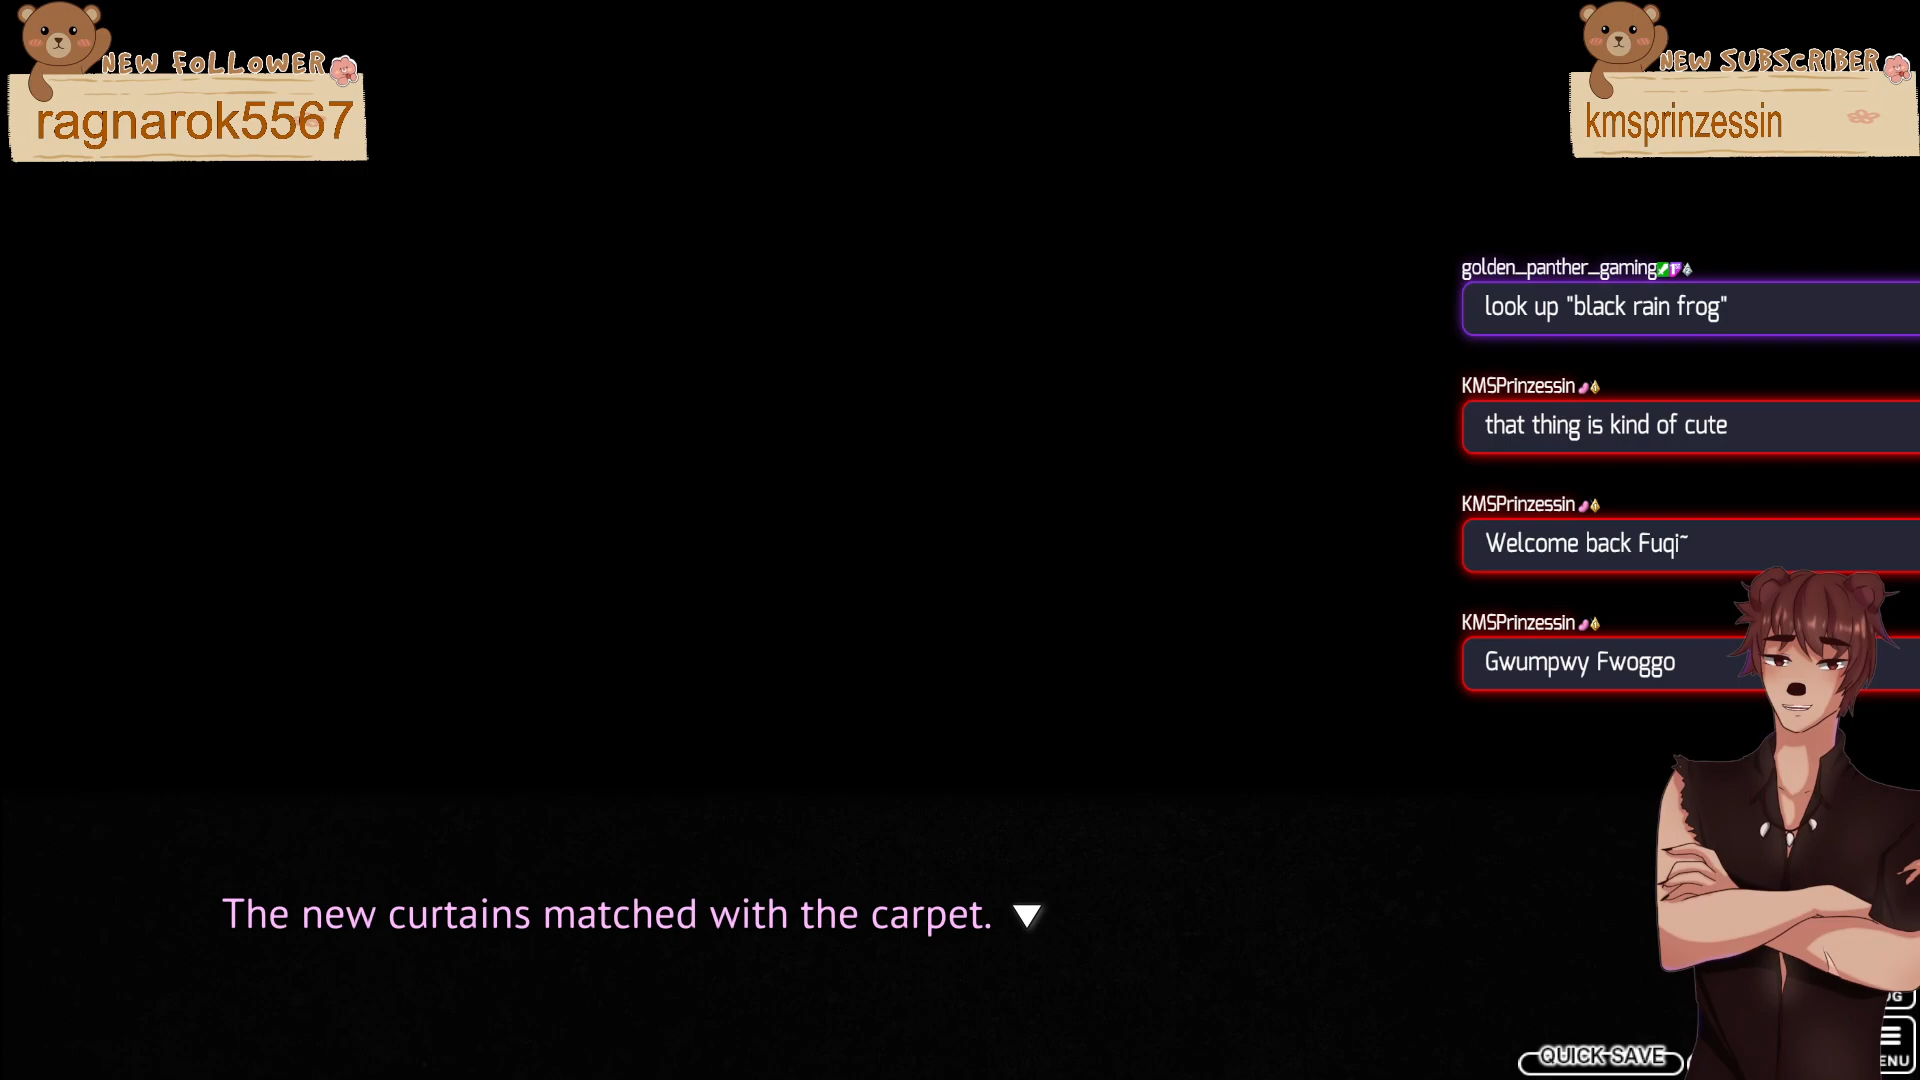 NEW FOLLOWER
ragnarok5567
NEW SUBSCRIBER
kmsprinzessin
golden_panther_gaming
look up "black rain frog"
KMSPrinzessin
that thing is kind of cute
KMSPrinzessin
Welcome back Fuqi~
KMSPrinzessin
Gwumpwy Fwoggo
The new curtains matched with the carpet.
QUICK SAVE